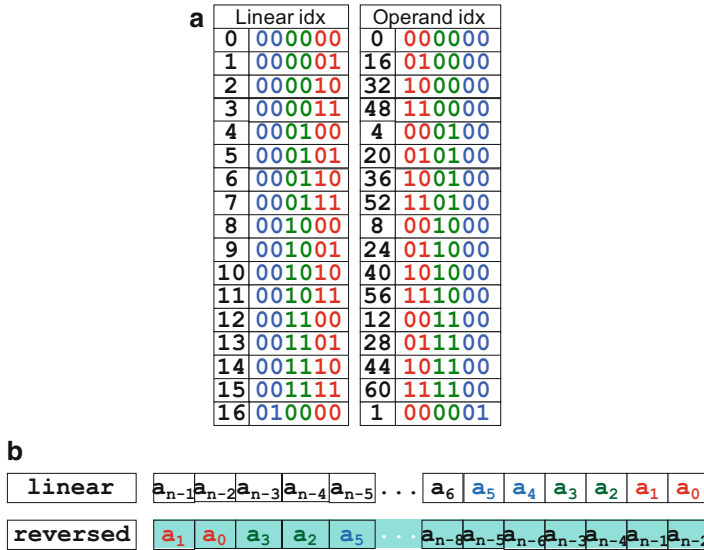 a
Linear idx Operand idx
0 000000 0 000000
1 000001 16 010000
2 000010 32 100000
3 000011 48 110000
4 000100 4 000100
5 000101 20 010100
6 000110 36 100100
7 000111 52 110100
8 001000 8 001000
9 001001 24 011000
10 001010 40 101000
11 001011 56 111000
12 001100 12 001100
13 001101 28 011100
14 001110 44 101100
15 001111 60 111100
16 010000 1 000001
b
linear an-1 an-2 an-3 an-4 an-5 ... a6 a5 a4 a3 a2 a1 a0
reversed a1 a0 a3 a2 a5 ... an-8 an-5 an-6 an-3 an-4 an-1 an-2